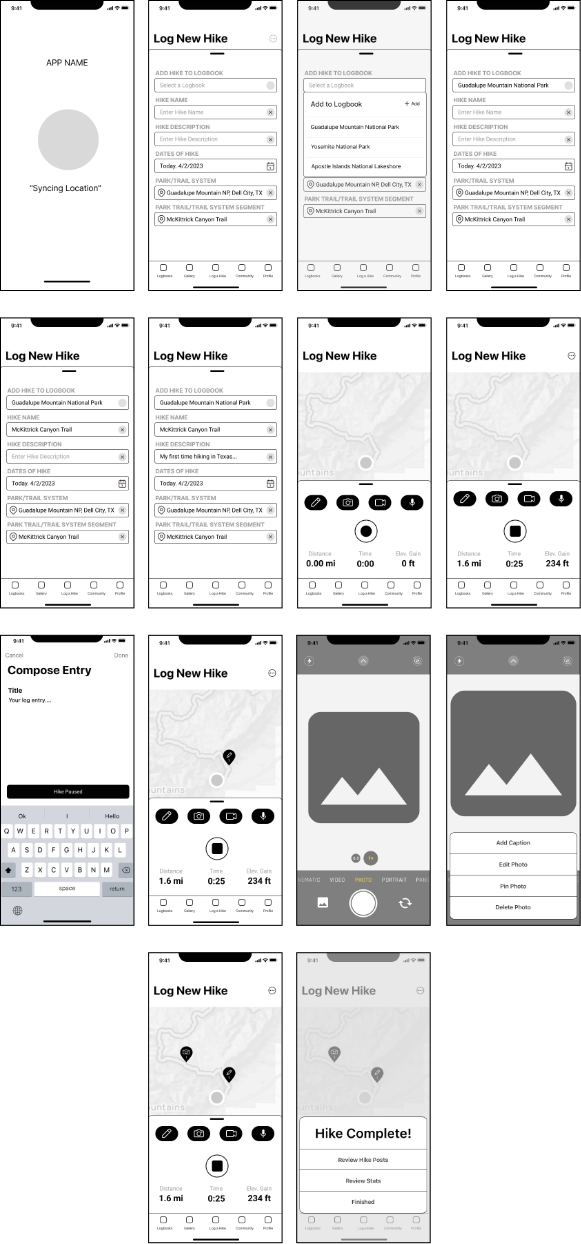 9:41
APP NAME
"Syncing Location"
9:41
Log New Hike
ADD HIKE TO LOGBOOK
Select a Logbook
HIKE NAME
Enter Hike Name
HIKE DESCRIPTION
Enter Hike Description
DATES OF HIKE
Today: 4/2/2023
PARK/TRAIL SYSTEM
Guadalupe Mountain NP, Dell City, TX
PARK TRAIL/TRAIL SYSTEM SEGMENT
McKittrick Canyon Trail
Logbooks Gallery Log A Hike Community Profile
9:41
Log New Hike
ADD HIKE TO LOGBOOK
Select a Logbook
Add to Logbook + Add
Guadalupe Mountain National Park
Yosemite National Park
Apostle Islands National Lakeshore
Guadalupe Mountain NP, Dell City, TX
PARK TRAIL/TRAIL SYSTEM SEGMENT
McKittrick Canyon Trail
Logbooks Gallery Log A Hike Community Profile
9:41
Log New Hike
ADD HIKE TO LOGBOOK
Guadalupe Mountain National Park
HIKE NAME
Enter Hike Name
HIKE DESCRIPTION
Enter Hike Description
DATES OF HIKE
Today: 4/2/2023
PARK/TRAIL SYSTEM
Guadalupe Mountain NP, Dell City, TX
PARK TRAIL/TRAIL SYSTEM SEGMENT
McKittrick Canyon Trail
Logbooks Gallery Log A Hike Community Profile
9:41
Log New Hike
ADD HIKE TO LOGBOOK
Guadalupe Mountain National Park
HIKE NAME
McKittrick Canyon Trail
HIKE DESCRIPTION
Enter Hike Description
DATES OF HIKE
Today: 4/2/2023
PARK/TRAIL SYSTEM
Guadalupe Mountain NP, Dell City, TX
PARK TRAIL/TRAIL SYSTEM SEGMENT
McKittrick Canyon Trail
Logbooks Gallery Log A Hike Community Profile
9:41
Log New Hike
ADD HIKE TO LOGBOOK
Guadalupe Mountain National Park
HIKE NAME
McKittrick Canyon Trail
HIKE DESCRIPTION
My first time hiking in Texas...
DATES OF HIKE
Today: 4/2/2023
PARK/TRAIL SYSTEM
Guadalupe Mountain NP, Dell City, TX
PARK TRAIL/TRAIL SYSTEM SEGMENT
McKittrick Canyon Trail
Logbooks Gallery Log A Hike Community Profile
9:41
Log New Hike
untains
Distance Time Elev. Gain
0.00 mi 0:00 0 ft
Logbooks Gallery Log A Hike Community Profile
9:41
Log New Hike
untains
Distance Time Elev. Gain
1.6 mi 0:25 234 ft
Logbooks Gallery Log A Hike Community Profile
9:41
Cancel Done
Compose Entry
Title
Your log entry....
Hike Paused
Ok I Hello
Q W E R T Y U I O P
A S D F G H J K L
Z X C V B N M
123 space return
9:41
Log New Hike
untains
Distance Time Elev. Gain
1.6 mi 0:25 234 ft
Logbooks Gallery Log A Hike Community Profile
9:41
NEMATIC VIDEO PHOTO PORTRAIT PAN
9:41
Add Caption
Edit Photo
Pin Photo
Delete Photo
9:41
Log New Hike
untains
Distance Time Elev. Gain
1.6 mi 0:25 234 ft
Logbooks Gallery Log A Hike Community Profile
9:41
Log New Hike
untains
Hike Complete!
Review Hike Posts
Review Stats
Finished
Logbooks Gallery Log A Hike Community Profile